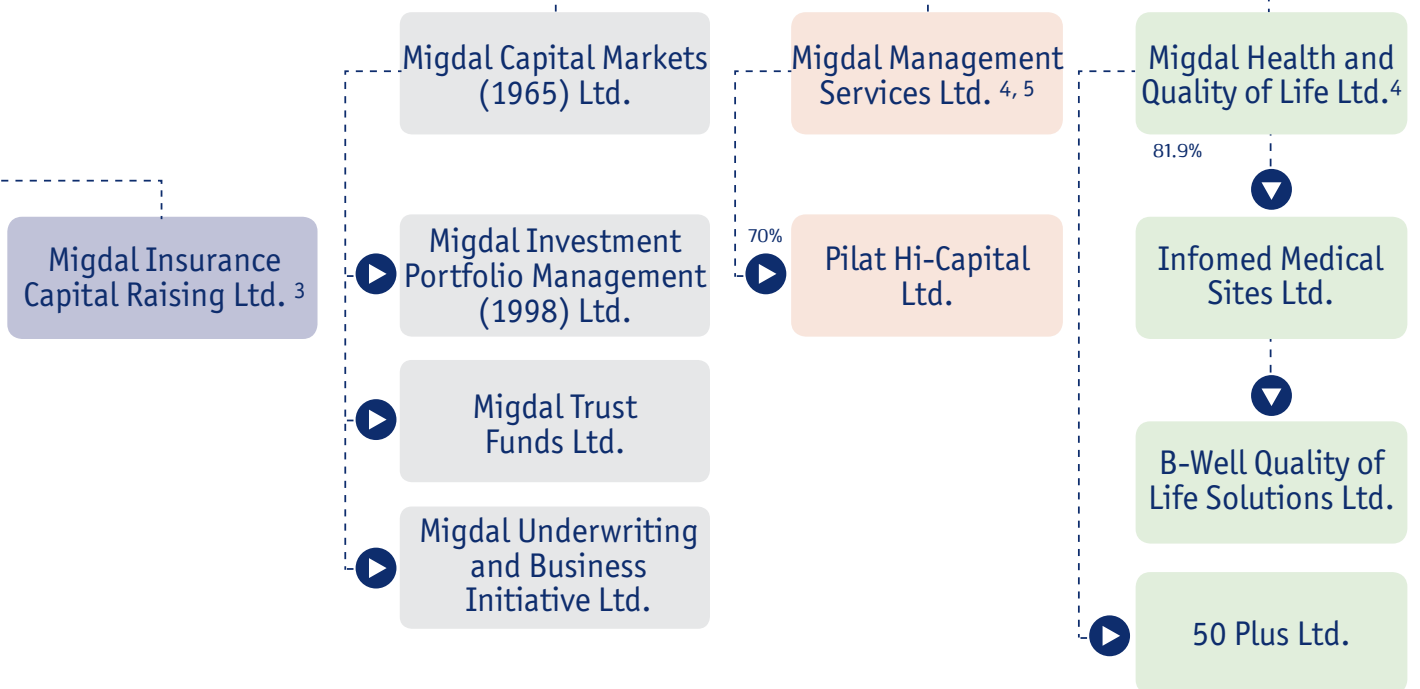 Migdal Capital Markets
(1965) Ltd.
Migdal Management
Services Ltd. 4, 5
Migdal Health and
Quality of Life Ltd.4
81.9%
Migdal Insurance
Capital Raising Ltd. 3
Migdal Investment
Portfolio Management
(1998) Ltd.
70%
Pilat Hi-Capital
Ltd.
Infomed Medical
Sites Ltd.
Migdal Trust
Funds Ltd.
B-Well Quality of
Life Solutions Ltd.
Migdal Underwriting
and Business
Initiative Ltd.
50 Plus Ltd.